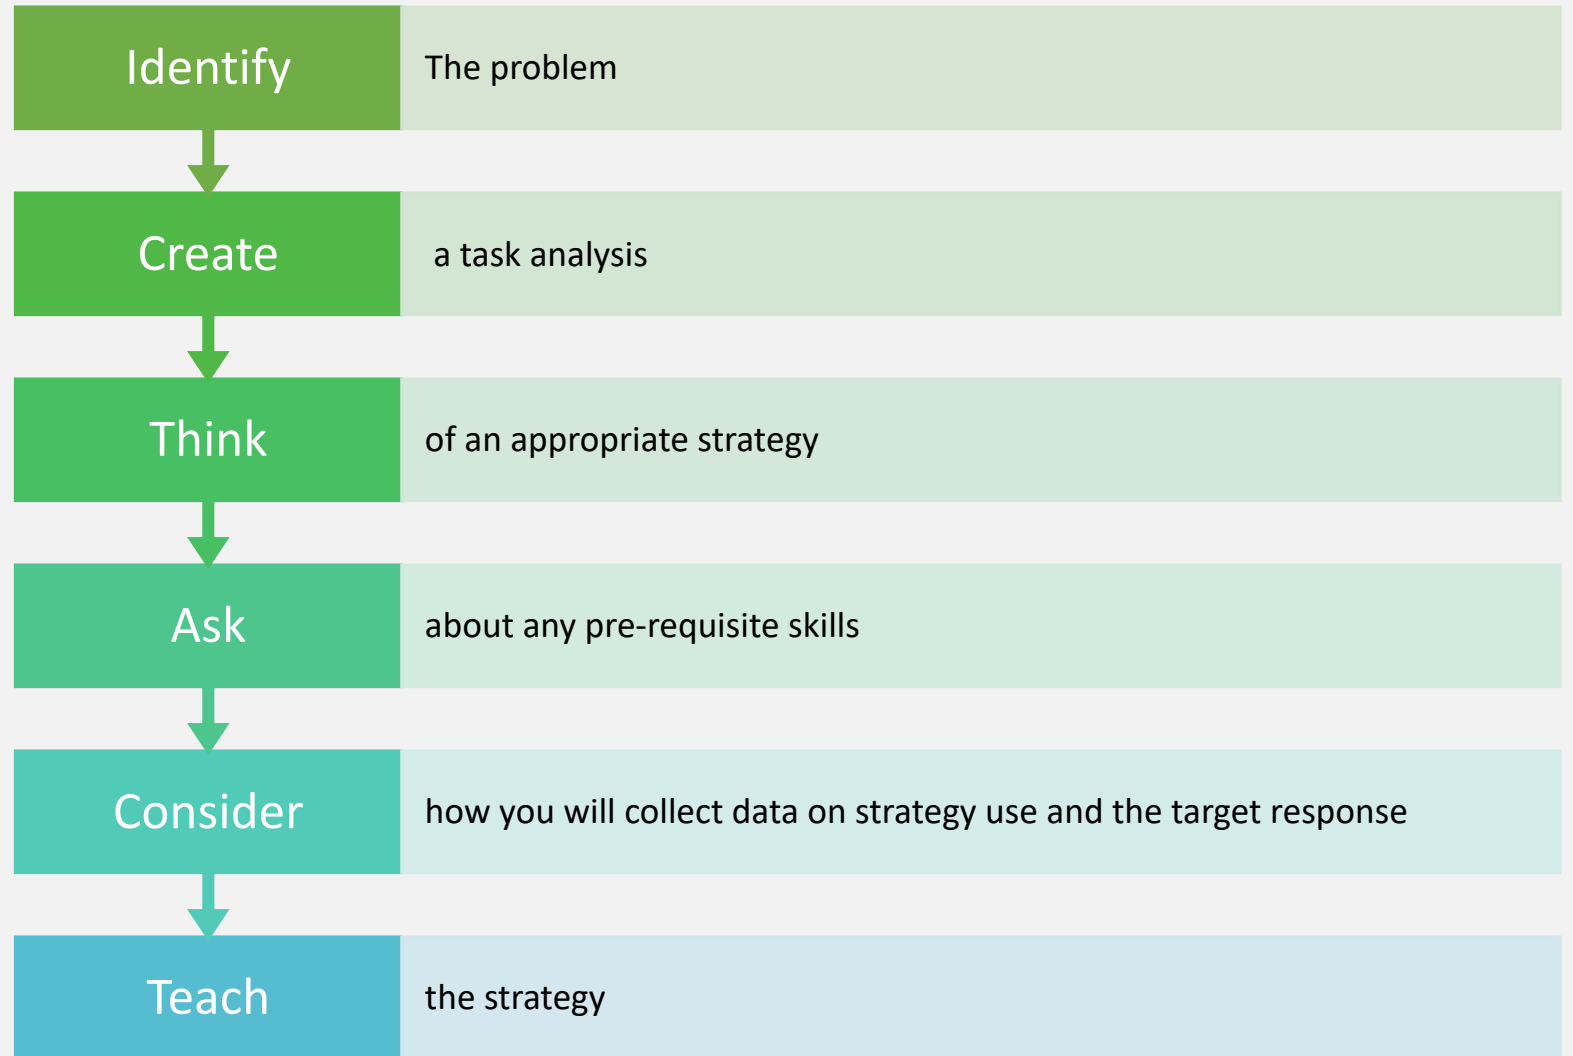 Identify
The problem
Create
a task analysis
Think
of an appropriate strategy
Ask
about any pre-requisite skills
Consider
how you will collect data on strategy use and the target response
Teach
the strategy